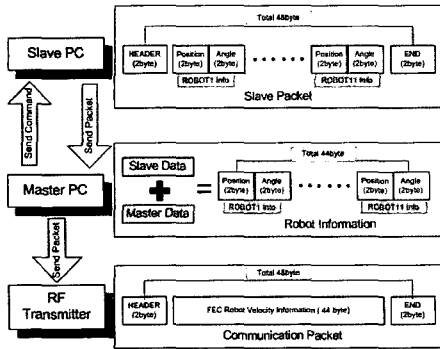 Total 48byte
Slave PC
HEADER (2byte) Position (2byte) Angle (2byte) Position (2byte) Angle (2byte) END (2byte)
ROBOT1 Info ROBOT11 Info
Slave Packet
Send Command
Send Packet
Total 44byte
Slave Data
Master PC
Position (2byte) Angle (2byte) Position (2byte) Angle (2byte)
Master Data
ROBOT1 Info ROBOT11 Info
Robot Information
Send Packet
Total 48byte
RF Transmitter
HEADER (2byte) FEC Robot Velocity Information ( 44 byte) END (2byte)
Communication Packet